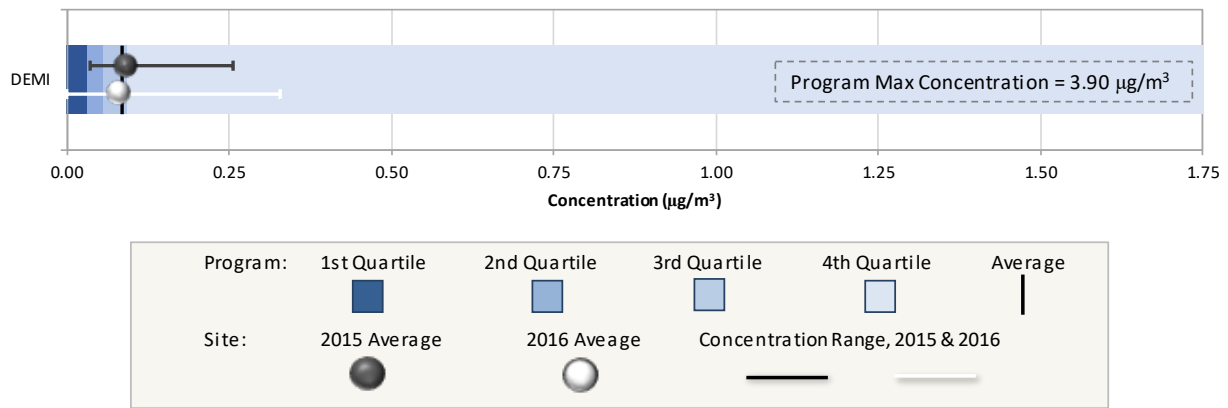 DEMI
Program Max Concentration = 3.90 µg/m³
0.00 0.25 0.50 0.75 1.00 1.25 1.50 1.75
Concentration (µg/m³)
Program: 1st Quartile 2nd Quartile 3rd Quartile 4th Quartile Average
Site: 2015 Average 2016 Aveage Concentration Range, 2015 & 2016